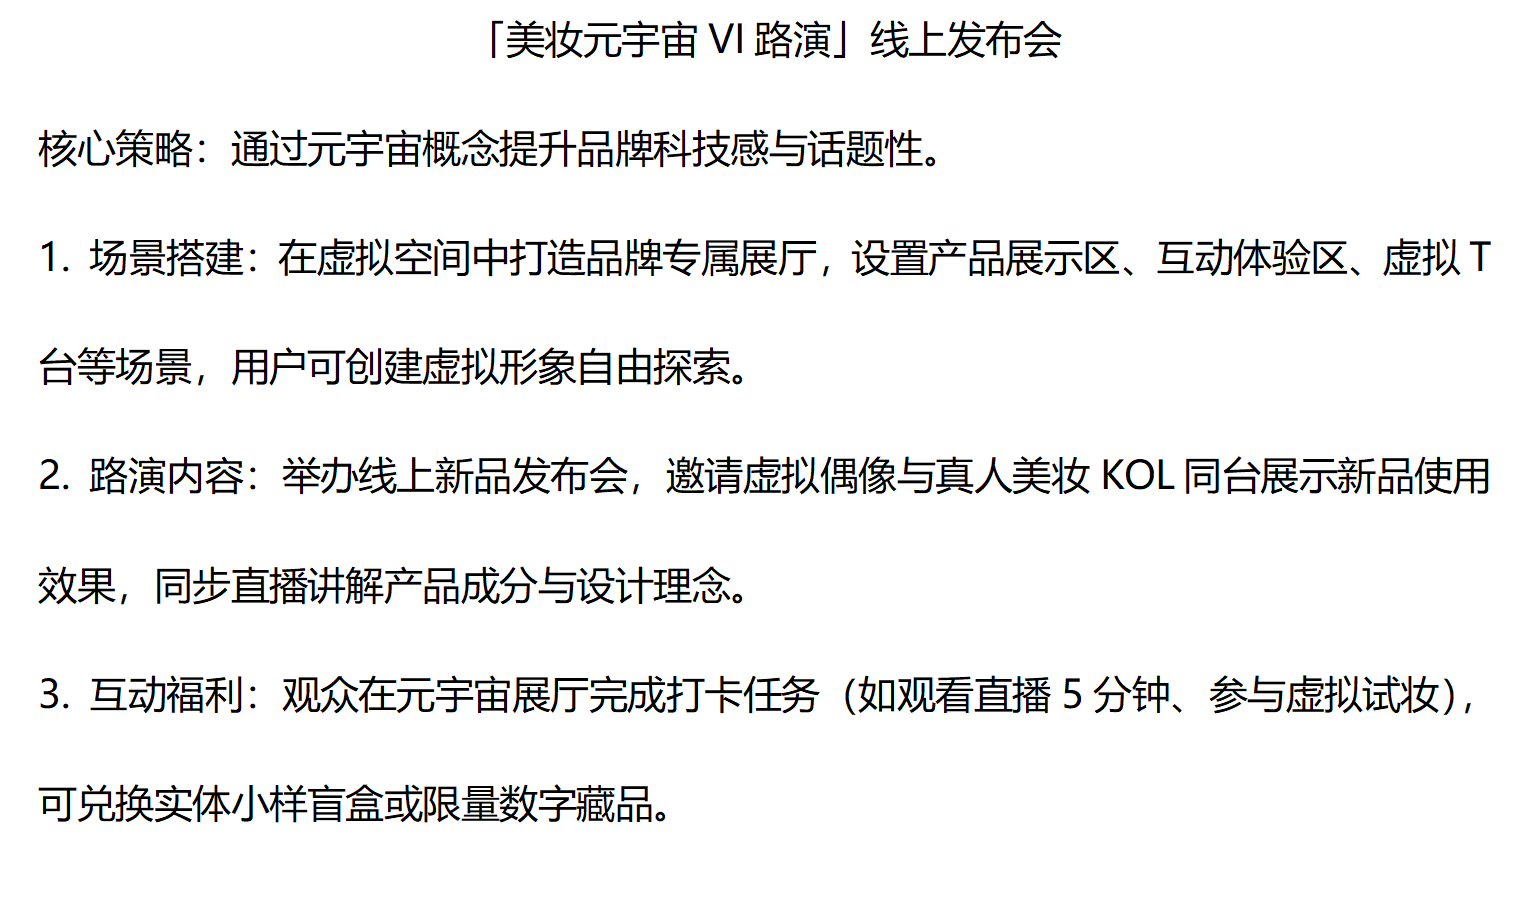 「美妆元宇宙 VI 路演」线上发布会
核心策略：通过元宇宙概念提升品牌科技感与话题性。
1. 场景搭建：在虚拟空间中打造品牌专属展厅，设置产品展示区、互动体验区、虚拟 T
台等场景，用户可创建虚拟形象自由探索。
2. 路演内容：举办线上新品发布会，邀请虚拟偶像与真人美妆 KOL 同台展示新品使用
效果，同步直播讲解产品成分与设计理念。
3. 互动福利：观众在元宇宙展厅完成打卡任务（如观看直播 5 分钟、参与虚拟试妆），
可兑换实体小样盲盒或限量数字藏品。